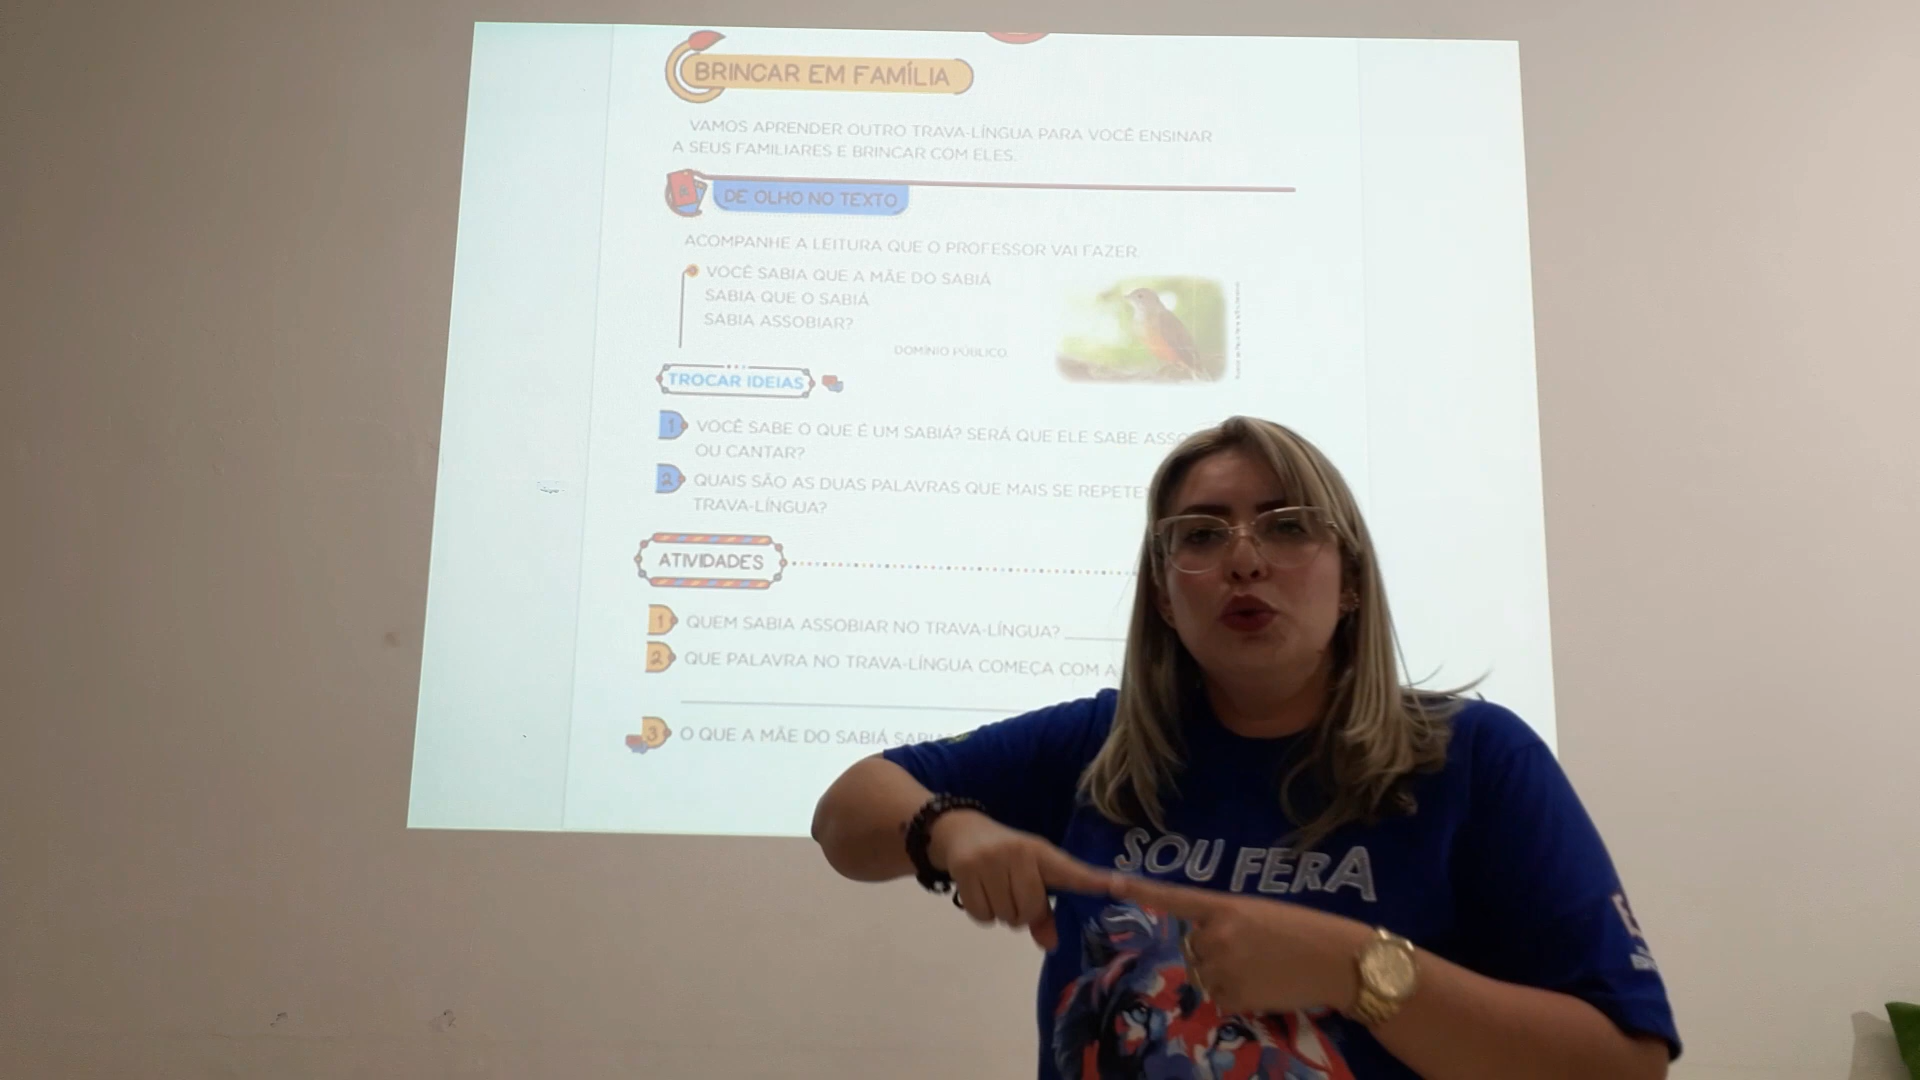 BRINCAR EM FAMÍLIA
VAMOS APRENDER OUTRO TRAVA-LÍNGUA PARA VOCÊ ENSINAR
A SEUS FAMILIARES E BRINCAR COM ELES.
DE OLHO NO TEXTO
ACOMPANHE A LEITURA QUE O PROFESSOR VAI FAZER.
VOCÊ SABIA QUE A MÃE DO SABIÁ
SABIA QUE O SABIÁ
SABIA ASSOBIAR?
DOMÍNIO PÚBLICO
TROCAR IDEIAS
1 VOCÊ SABE O QUE É UM SABIÁ? SERÁ QUE ELE SABE
OU CANTAR?
2 QUAIS SÃO AS DUAS PALAVRAS QUE MAIS SE
TRAVA-LÍNGUA?
ATIVIDADES
1 QUEM SABIA ASSOBIAR NO TRAVA-LÍNGUA?
2 QUE PALAVRA NO TRAVA-LÍNGUA COMEÇA COM A
3 O QUE A MÃE DO SABIÁ
SOU FERA